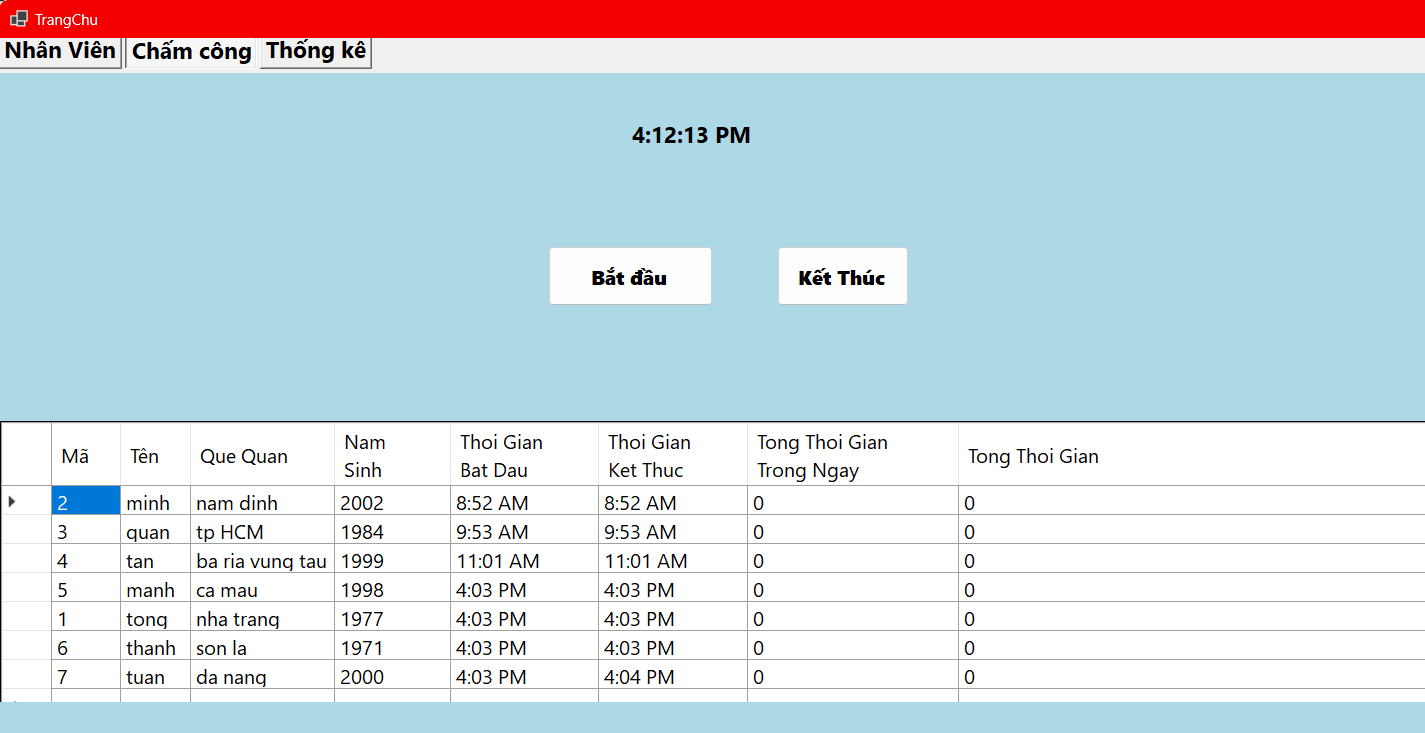 TrangChu
Nhân Viên Chấm công Thống kê
4:12:13 PM
Bắt đầu Kết Thúc
Mã Tên Que Quan Nam Sinh Thoi Gian Bat Dau Thoi Gian Ket Thuc Tong Thoi Gian Trong Ngay Tong Thoi Gian
2 minh nam dinh 2002 8:52 AM 8:52 AM 0 0
3 quan tp HCM 1984 9:53 AM 9:53 AM 0 0
4 tan ba ria vung tau 1999 11:01 AM 11:01 AM 0 0
5 manh ca mau 1998 4:03 PM 4:03 PM 0 0
1 tong nha trang 1977 4:03 PM 4:03 PM 0 0
6 thanh son la 1971 4:03 PM 4:03 PM 0 0
7 tuan da nang 2000 4:03 PM 4:04 PM 0 0